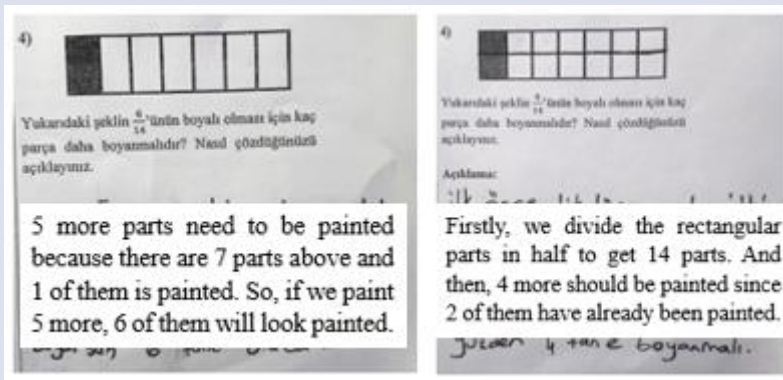 4)
Yukarıdaki şeklin 6/14'ünün boyalı olması için kaç
parça daha boyanmalıdır? Nasıl çözdüğünüzü
açıklayınız.
5 more parts need to be painted
because there are 7 parts above and
1 of them is painted. So, if we paint
5 more, 6 of them will look painted.
4)
Yukarıdaki şeklin 6/14'ünün boyalı olması için kaç
parça daha boyanmalıdır? Nasıl çözdüğünüzü
açıklayınız.
Açıklama:
Firstly, we divide the rectangular
parts in half to get 14 parts. And
then, 4 more should be painted since
2 of them have already been painted.
yüzden 4 tane boyanmalı.